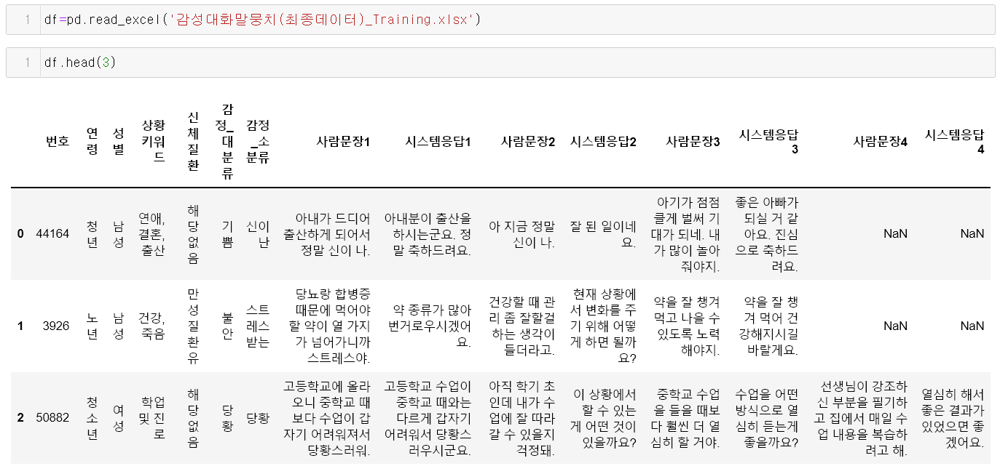 1 df=pd.read_excel('감성대화말뭉치(최종데이터)_Training.xlsx')
1 df.head(3)
번호 연령 성별 상황키워드 신체질환 감정_대분류 감정_소분류 사람문장1 시스템응답1 사람문장2 시스템응답2 사람문장3 시스템응답3 사람문장4 시스템응답4
0 44164 청년 남성 연애, 결혼, 출산 해당없음 기쁨 신이 난 아내가 드디어 출산하게 되어서 정말 신이 나. 아내분이 출산을 하시는군요. 정말 축하드려요. 아 지금 정말 신이 나. 잘 된 일이네요. 아기가 점점 클게 벌써 기대가 되네. 내가 많이 놀아줘야지. 좋은 아빠가 되실 거 같아요. 진심으로 축하드려요. NaN NaN
1 3926 노년 남성 건강, 죽음 만성질환 유 불안 스트레스 받는 당뇨랑 합병증 때문에 먹어야 할 약이 열 가지가 넘어가니까 스트레스야. 약 종류가 많아 번거로우시겠어요. 건강할 때 관리 좀 잘할걸 하는 생각이 들더라고. 현재 상황에서 변화를 주기 위해 어떻게 하면 될까요? 약을 잘 챙겨 먹고 나을 수 있도록 노력해야지. 약을 잘 챙겨 먹어 건강해지시길 바랄게요. NaN NaN
2 50882 청소년 여성 학업 및 진로 해당없음 당황 당황 고등학교에 올라오니 중학교 때보다 수업이 갑자기 어려워져서 당황스러워. 고등학교 수업이 중학교 때와는 다르게 갑자기 어려워서 당황스러우시군요. 아직 학기 초인데 내가 수업에 잘 따라갈 수 있을지 걱정돼. 이 상황에서 할 수 있는 게 어떤 것이 있을까요? 중학교 수업을 들을 때보다 훨씬 더 열심히 할 거야. 수업을 어떤 방식으로 열심히 듣는게 좋을까요? 선생님이 강조하신 부분을 필기하고 집에서 매일 수업 내용을 복습하려고 해. 열심히 해서 좋은 결과가 있었으면 좋겠어요.